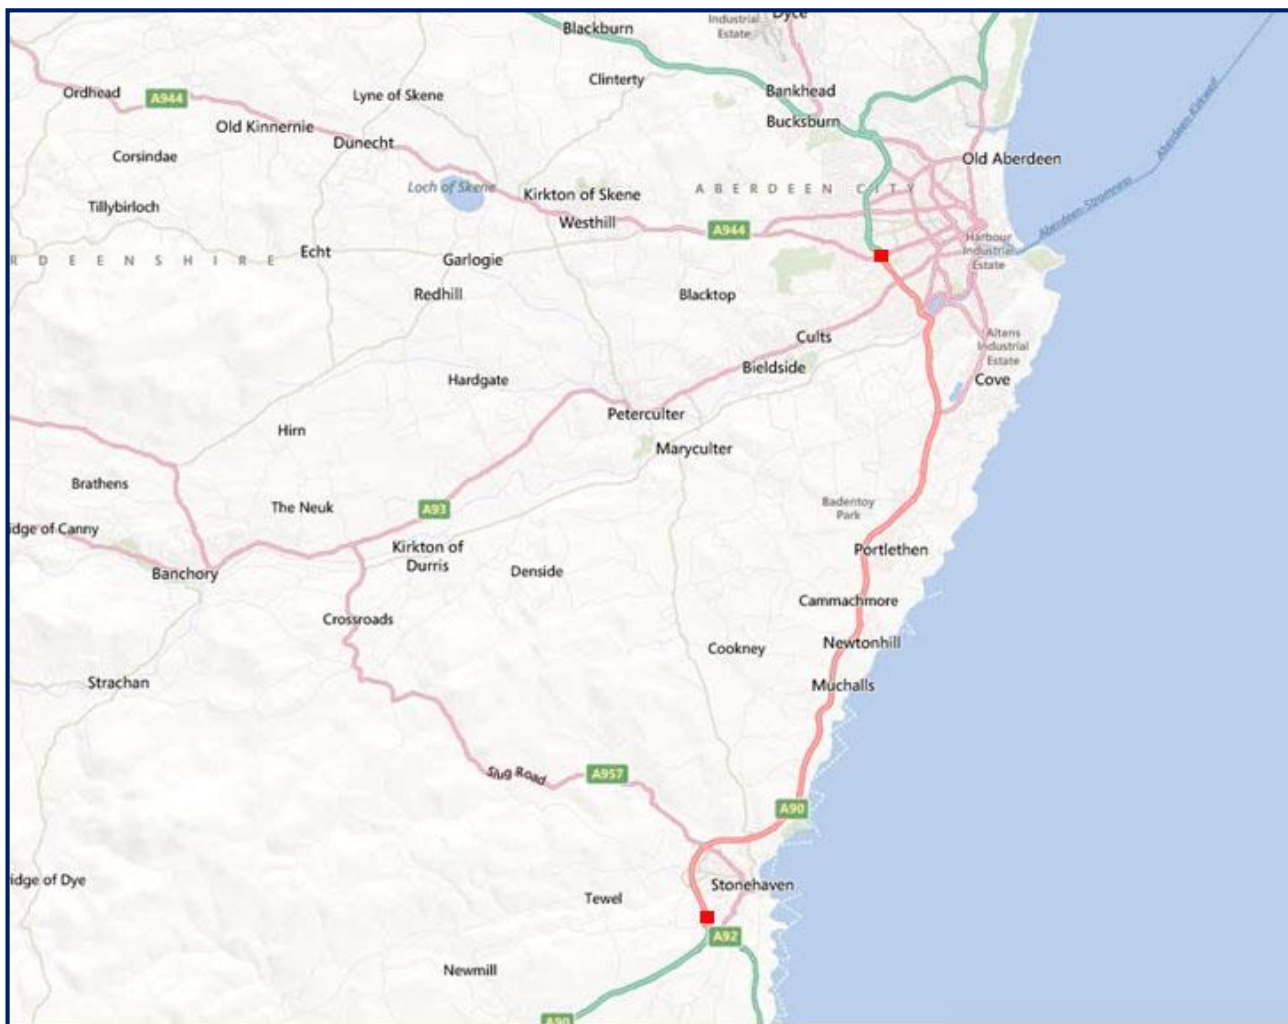 Blackburn
Industrial
Estate
Dyce
Clinterty
Bankhead
Ordhead
A944
Lyne of Skene
Old Kinnernie
Bucksburn
Dunecht
Corsindae
Old Aberdeen
Aberdeen-Kirkwall
Loch of Skene
Kirkton of Skene
ABERDEEN CITY
Tillybirloch
Westhill
A944
Aberdeen-Stromness
Echt
Garlogie
Harbour
Industrial
Estate
RDEENSHIRE
Redhill
Blacktop
Cults
Altens
Industrial
Estate
Bieldside
Hardgate
Cove
Peterculter
Hirn
Maryculter
Brathens
The Neuk
A93
Badentoy
Park
idge of Canny
Kirkton of
Durris
Portlethen
Banchory
Denside
Cammachmore
Crossroads
Cookney
Newtonhill
Strachan
Muchalls
Slug Road
A957
A90
idge of Dye
Tewel
Stonehaven
A92
Newmill
A90